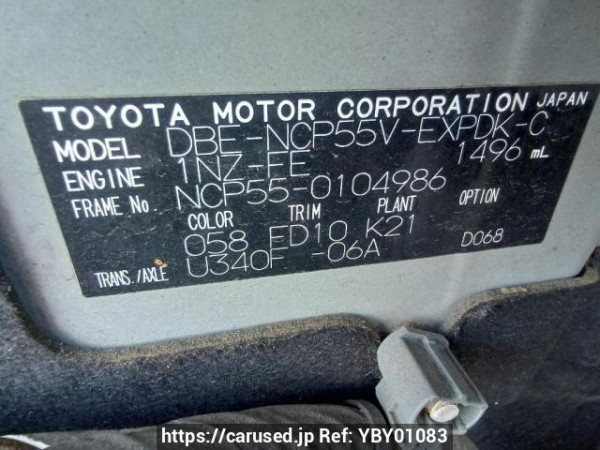 TOYOTA MOTOR CORPORATION JAPAN
MODEL DBE-NCP55V-EXPDK-C
ENGINE 1NZ-FE 1496 mL
FRAME No. NCP55-0104986
COLOR TRIM PLANT OPTION
058 FD10 K21
TRANS./AXLE U340F -06A D068
https://carused.jp Ref: YBY01083